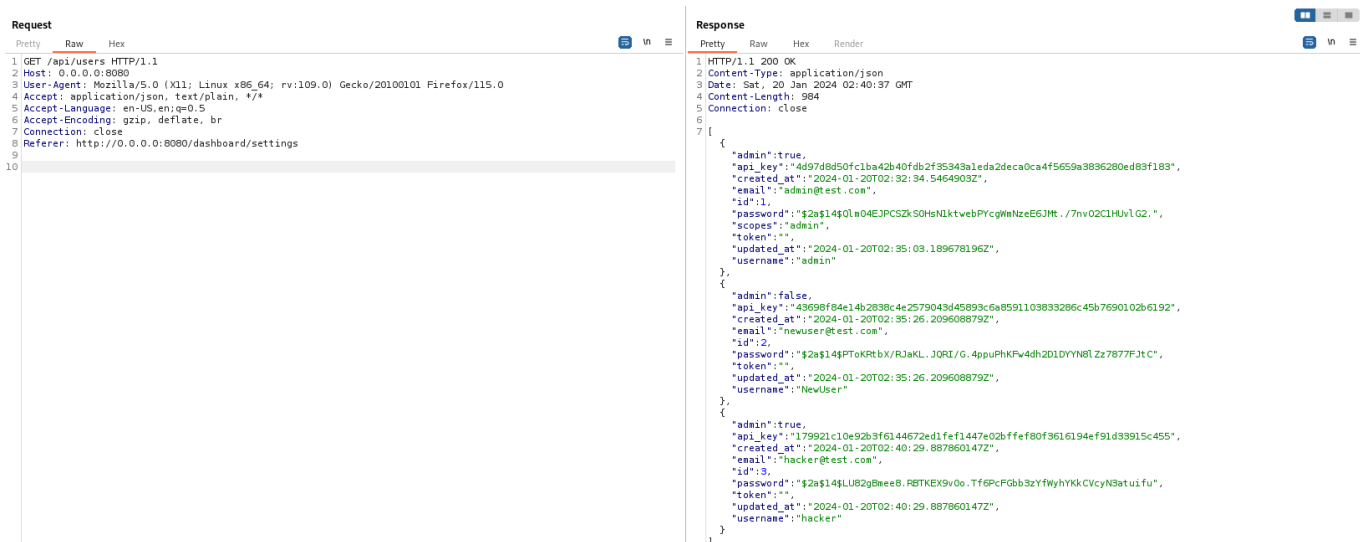 Request
Pretty Raw Hex
\n
1 GET /api/users HTTP/1.1
2 Host: 0.0.0.0:8080
3 User-Agent: Mozilla/5.0 (X11; Linux x86_64; rv:109.0) Gecko/20100101 Firefox/115.0
4 Accept: application/json, text/plain, */*
5 Accept-Language: en-US,en;q=0.5
6 Accept-Encoding: gzip, deflate, br
7 Connection: close
8 Referer: http://0.0.0.0:8080/dashboard/settings
9
10
Response
Pretty Raw Hex Render
\n
1 HTTP/1.1 200 OK
2 Content-Type: application/json
3 Date: Sat, 20 Jan 2024 02:40:37 GMT
4 Content-Length: 984
5 Connection: close
6
7 [
{
"admin":true,
"api_key":"4d97d8d50fc1ba42b40fdb2f35343a1eda2deca0ca4f5659a3836280ed83f183",
"created_at":"2024-01-20T02:32:34.5464903Z",
"email":"admin@test.com",
"id":1,
"password":"$2a$14$Qlm04EJPCSZkS0HsN1ktwebPYcgWmNzeE6JMt./7nvO2C1HUvlG2.",
"scopes":"admin",
"token":"",
"updated_at":"2024-01-20T02:35:03.189678196Z",
"username":"admin"
},
{
"admin":false,
"api_key":"43698f84e14b2838c4e2579043d45893c6a8591103833286c45b7690102b6192",
"created_at":"2024-01-20T02:35:26.209608879Z",
"email":"newuser@test.com",
"id":2,
"password":"$2a$14$PToKRtbX/RJaKL.JQRI/G.4ppuPhKFw4dh2D1DYYN8lZz7877FJtC",
"token":"",
"updated_at":"2024-01-20T02:35:26.209608879Z",
"username":"NewUser"
},
{
"admin":true,
"api_key":"179921c10e92b3f6144672ed1fef1447e02bffef80f3616194ef91d33915c455",
"created_at":"2024-01-20T02:40:29.887860147Z",
"email":"hacker@test.com",
"id":3,
"password":"$2a$14$LU82gBmee8.RBTKEX9vOo.Tf6PcFGbb3zYfWyhYKkCVcyN3atuifu",
"token":"",
"updated_at":"2024-01-20T02:40:29.887860147Z",
"username":"hacker"
}
]